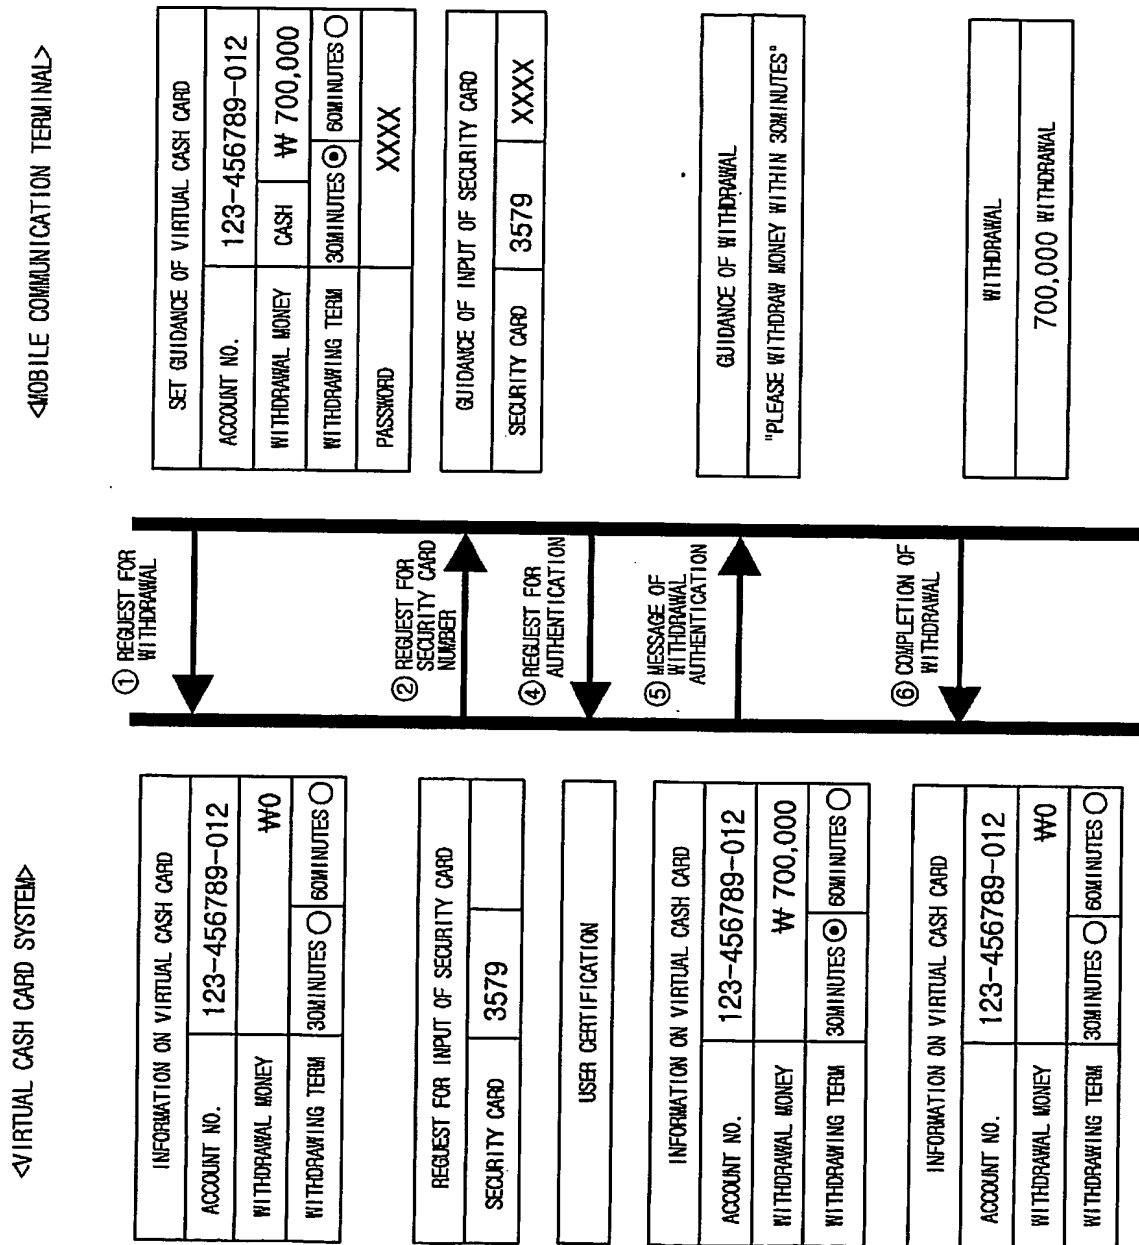 <VIRTUAL CASH CARD SYSTEM>
<MOBILE COMMUNICATION TERMINAL>
INFORMATION ON VIRTUAL CASH CARD
ACCOUNT NO. 123-456789-012
WITHDRAWAL MONEY ₩0
WITHDRAWING TERM 30MINUTES 60MINUTES
① REGUEST FOR
WITHDRAWAL
SET GUIDANCE OF VIRTUAL CASH CARD
ACCOUNT NO. 123-456789-012
WITHDRAWAL MONEY CASH ₩ 700,000
WITHDRAWING TERM 30MINUTES 60MINUTES
PASSWORD XXXX
REGUEST FOR INPUT OF SECURITY CARD
SECURITY CARD 3579
② REGUEST FOR
SECURITY CARD
NUMBER
GUIDANCE OF INPUT OF SECURITY CARD
SECURITY CARD 3579 XXXX
USER CERTIFICATION
④ REGUEST FOR
AUTHENTICATION
INFORMATION ON VIRTUAL CASH CARD
ACCOUNT NO. 123-456789-012
WITHDRAWAL MONEY ₩ 700,000
WITHDRAWING TERM 30MINUTES 60MINUTES
⑤ MESSAGE OF
WITHDRAWAL
AUTHENTICATION
GUIDANCE OF WITHDRAWAL
"PLEASE WITHDRAW MONEY WITHIN 30MINUTES"
INFORMATION ON VIRTUAL CASH CARD
ACCOUNT NO. 123-456789-012
WITHDRAWAL MONEY ₩0
WITHDRAWING TERM 30MINUTES 60MINUTES
⑥ COMPLETION OF
WITHDRAWAL
WITHDRAWAL
700,000 WITHDRAWAL